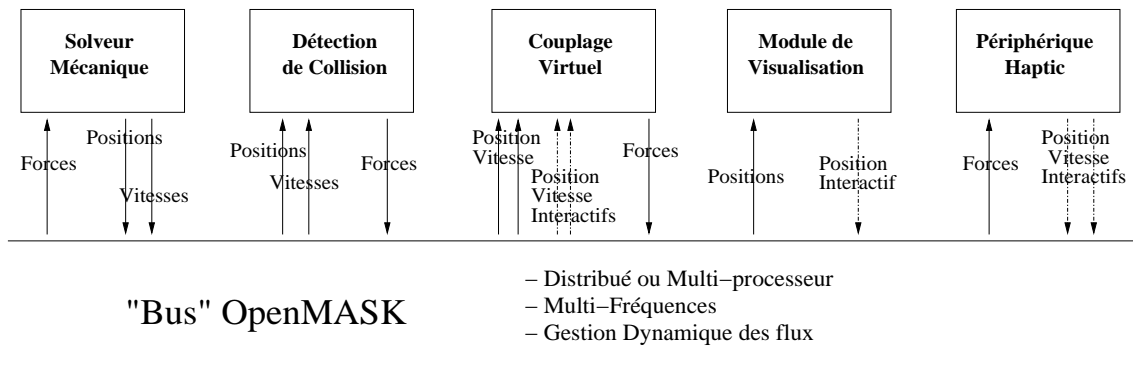 Solveur
Mécanique
Détection
de Collision
Couplage
Virtuel
Module de
Visualisation
Périphérique
Haptic
Forces
Positions
Vitesses
Positions
Vitesses
Forces
Position
Vitesse
Position
Vitesse
Interactifs
Forces
Positions
Position
Interactif
Forces
Position
Vitesse
Interactifs
"Bus" OpenMASK
− Distribué ou Multi−processeur
− Multi−Fréquences
− Gestion Dynamique des flux